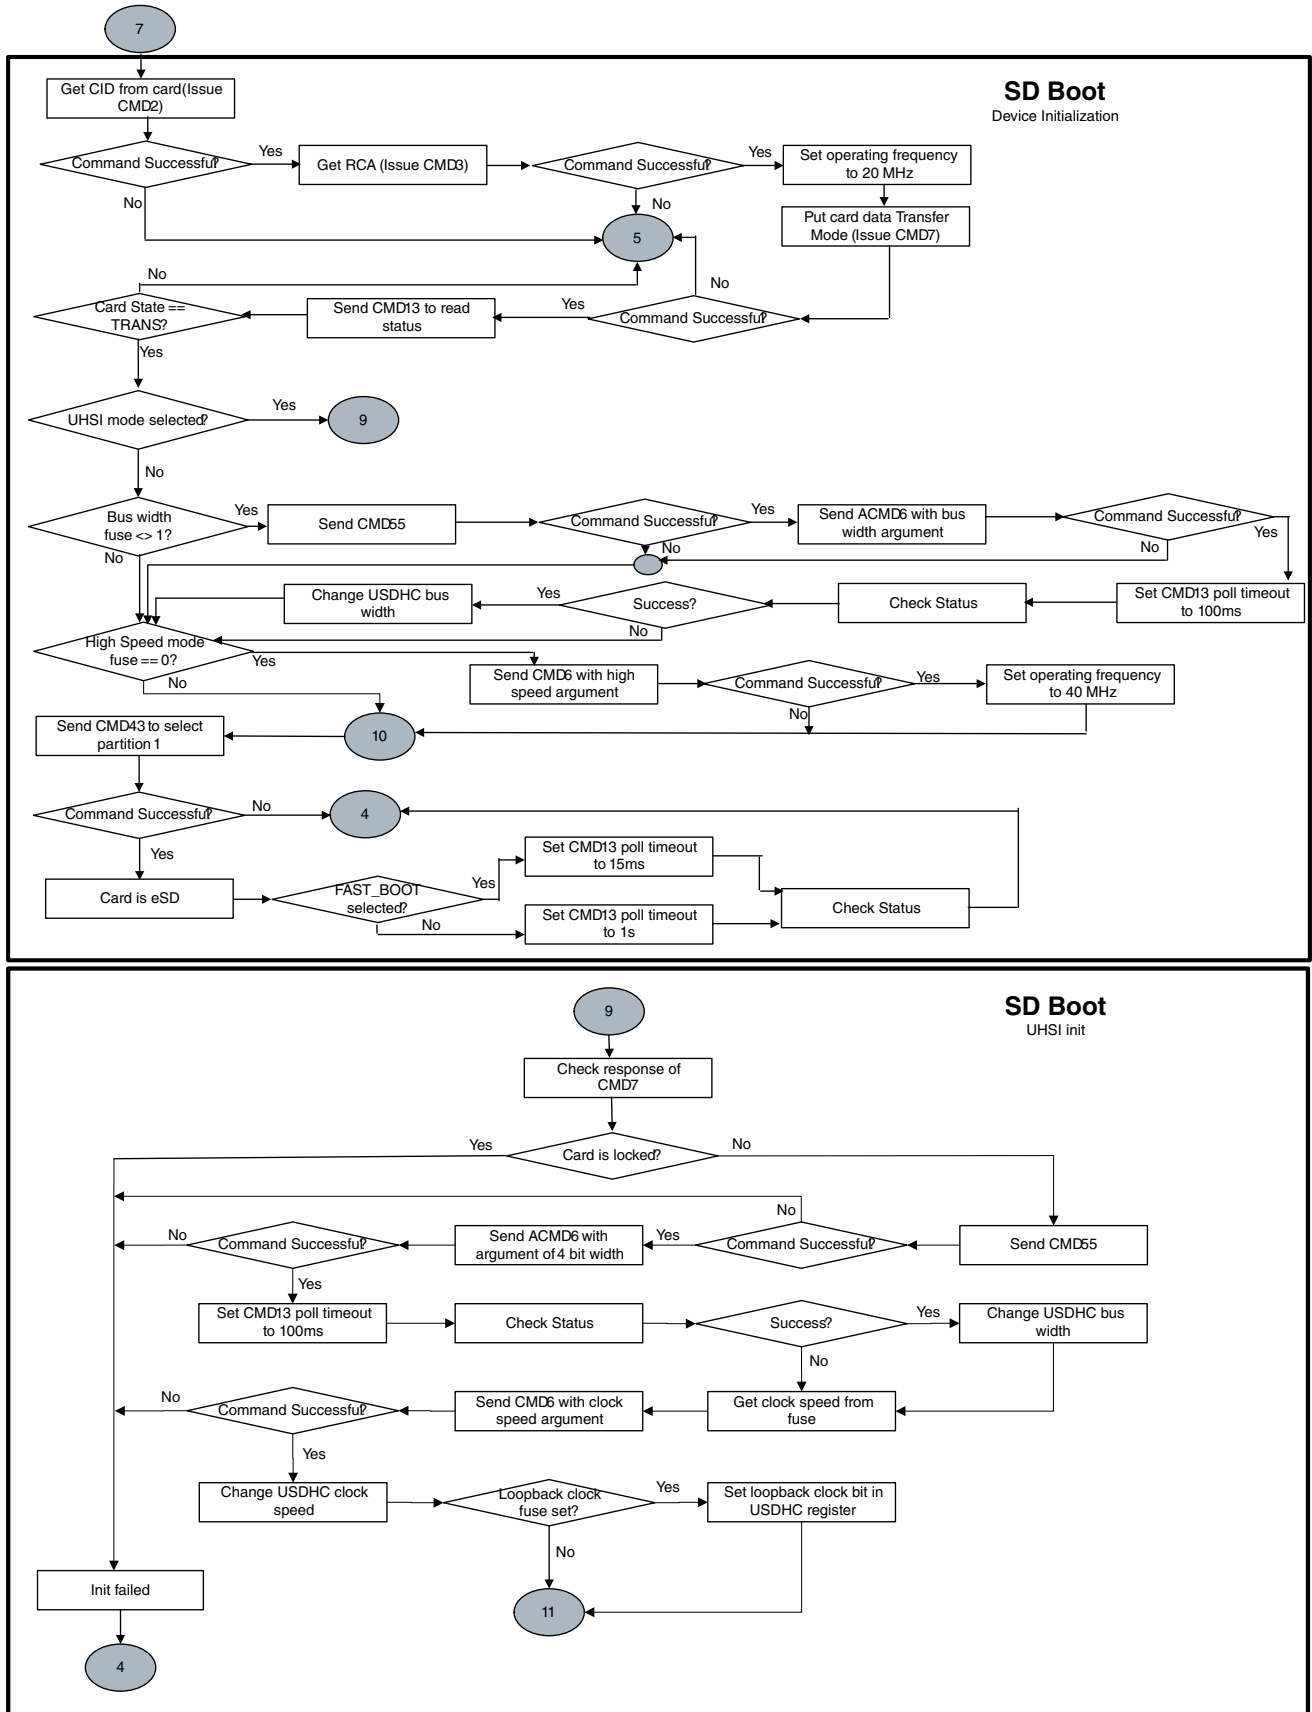 7
SD Boot
Device Initialization
Get CID from card(Issue
CMD2)
Command Successful?
Yes
Get RCA (Issue CMD3)
Command Successful?
Yes
Set operating frequency
to 20 MHz
No
No
Put card data Transfer
Mode (Issue CMD7)
5
No
No
Card State ==
TRANS?
Send CMD13 to read
status
Yes
Command Successful?
Yes
UHSI mode selected?
Yes
9
No
Bus width
fuse <> 1?
Yes
Send CMD55
Command Successful?
Yes
Send ACMD6 with bus
width argument
Command Successful?
Yes
No
No
No
Change USDHC bus
width
Yes
Success?
Check Status
Set CMD13 poll timeout
to 100ms
No
High Speed mode
fuse == 0?
Yes
Send CMD6 with high
speed argument
Command Successful?
Yes
Set operating frequency
to 40 MHz
No
No
Send CMD43 to select
partition 1
10
Command Successful?
No
4
Yes
Set CMD13 poll timeout
to 15ms
Card is eSD
FAST_BOOT
selected?
Yes
Check Status
No
Set CMD13 poll timeout
to 1s
9
SD Boot
UHSI init
Check response of
CMD7
Yes
Card is locked?
No
No
No
Command Successful?
Send ACMD6 with
argument of 4 bit width
Yes
Command Successful?
Send CMD55
Yes
Set CMD13 poll timeout
to 100ms
Check Status
Success?
Yes
Change USDHC bus
width
No
No
Command Successful?
Send CMD6 with clock
speed argument
Get clock speed from
fuse
Yes
Change USDHC clock
speed
Loopback clock
fuse set?
Yes
Set loopback clock bit in
USDHC register
No
Init failed
11
4